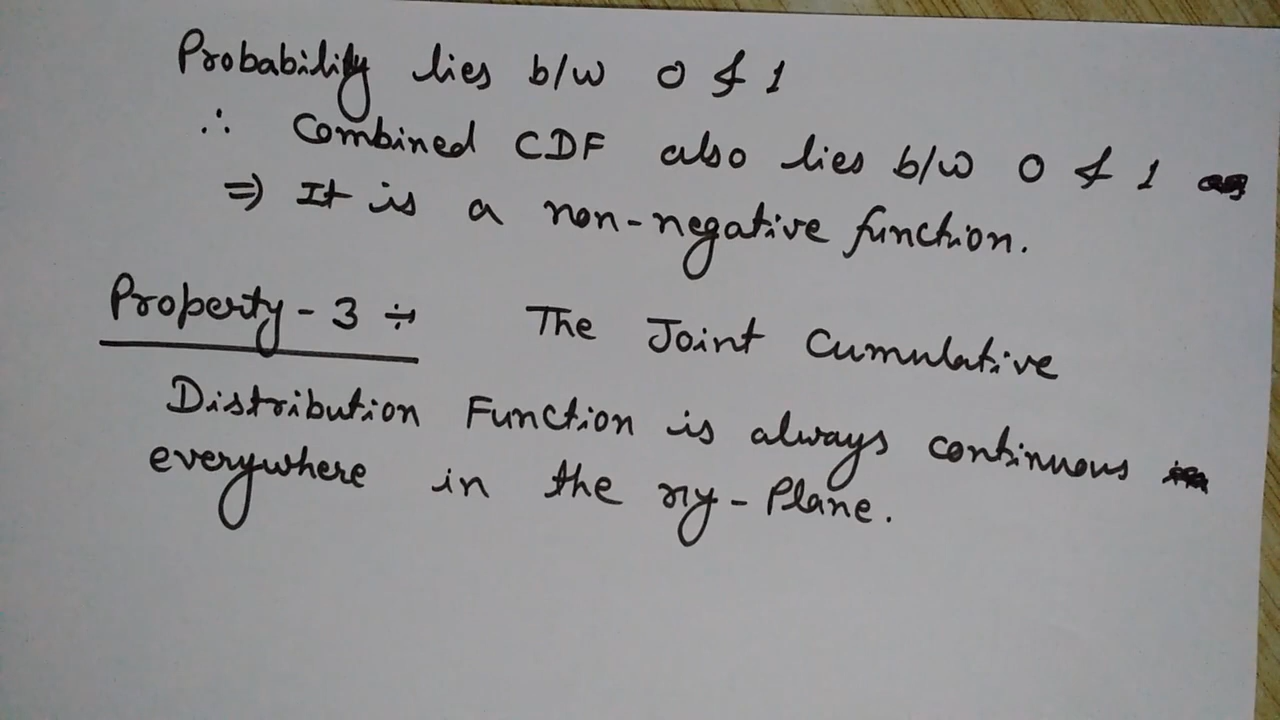 Probability lies b/w 0 & 1
∴ Combined CDF also lies b/w 0 & 1
⇒ It is a non-negative function.
Property-3 ÷ The Joint Cumulative
Distribution Function is always continuous
everywhere in the xy-Plane.